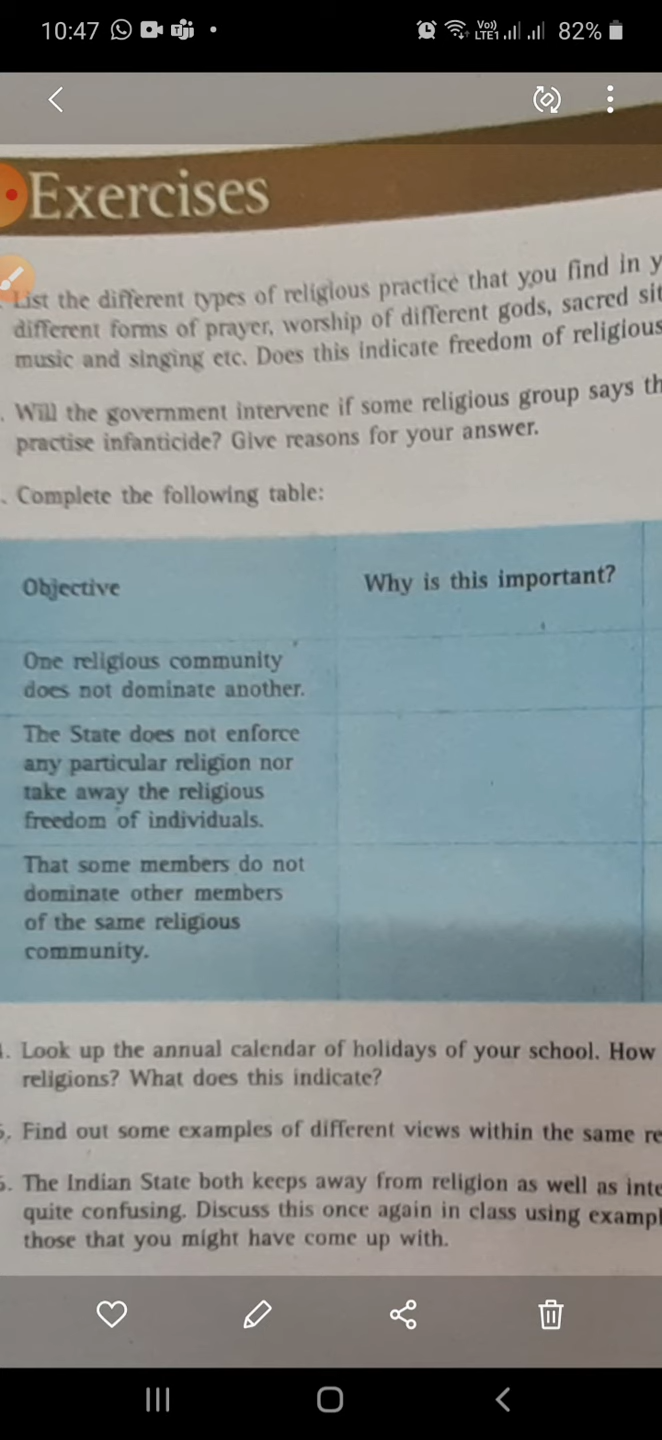 10:47
Vo))
LTE1
82%
Exercises
List the different types of religious practice that you find in y
different forms of prayer, worship of different gods, sacred sit
music and singing etc. Does this indicate freedom of religious
. Will the government intervene if some religious group says th
practise infanticide? Give reasons for your answer.
. Complete the following table:
Objective
Why is this important?
One religious community
does not dominate another.
The State does not enforce
any particular religion nor
take away the religious
freedom of individuals.
That some members do not
dominate other members
of the same religious
community.
. Look up the annual calendar of holidays of your school. How
religions? What does this indicate?
5. Find out some examples of different views within the same re
6. The Indian State both keeps away from religion as well as inte
quite confusing. Discuss this once again in class using exampl
those that you might have come up with.